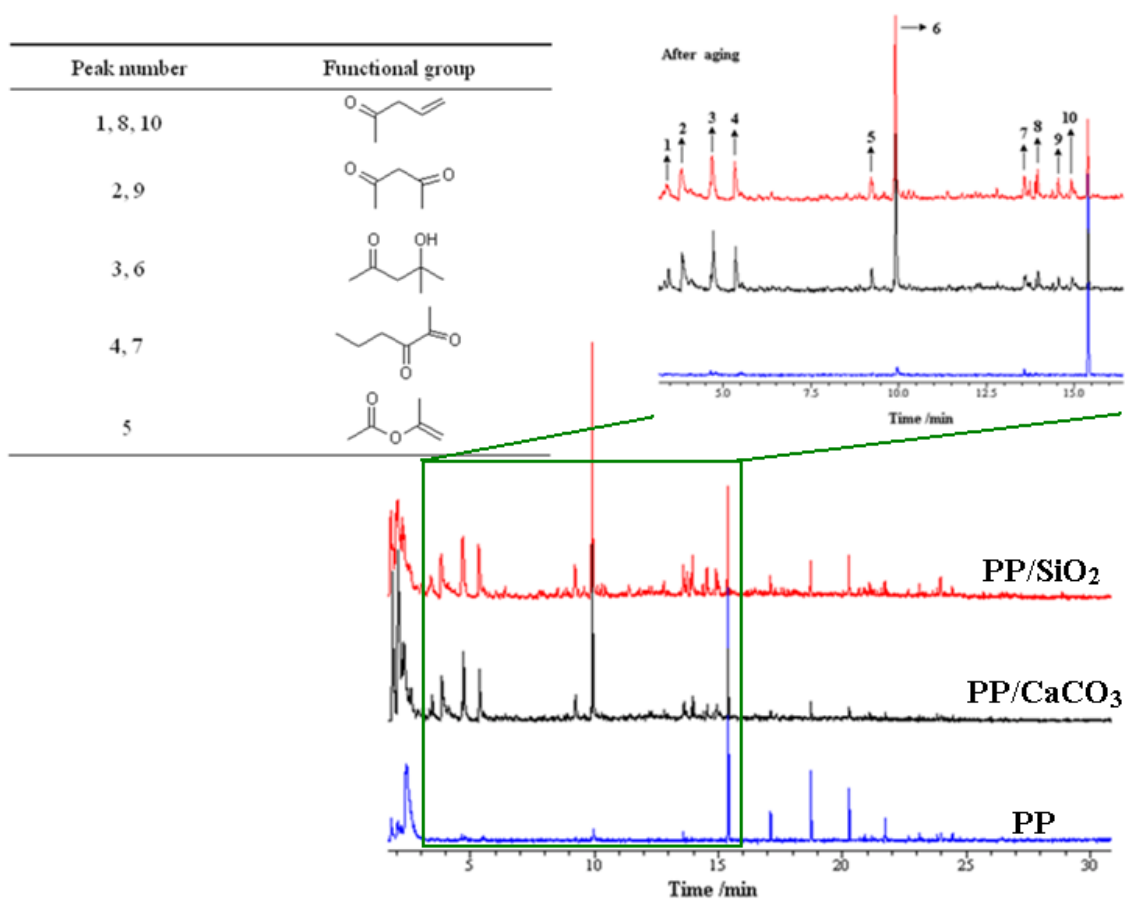 Peak number Functional group
1, 8, 10
O
2, 9
O O
3, 6
O OH
4, 7
O
O
5
O
O
After aging
6
1 2 3 4 5 7 8 9 10
5.0 7.5 10.0 12.5 15.0
Time /min
PP/SiO₂
PP/CaCO₃
PP
5 10 15 20 25 30
Time /min